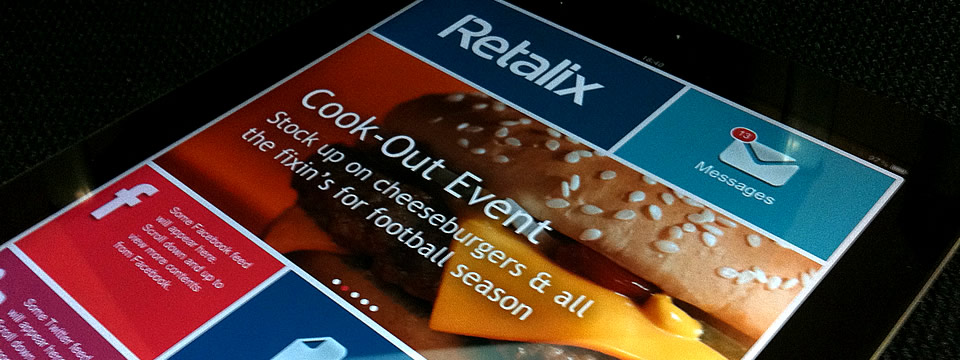 Retalix
13
Messages
Cook-Out Event
Stock up on cheeseburgers & all
the fixin's for football season
f
Some Facebook feed
will appear here.
Scroll down and up to
view more contents
from Facebook.
Some Twitter feed
will appear here.